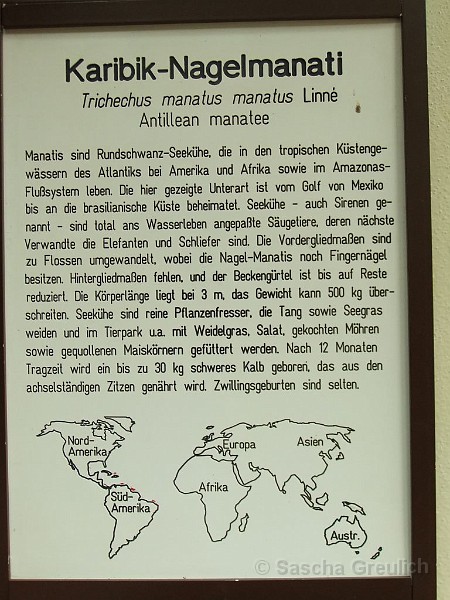 Karibik-Nagelmanati
Trichechus manatus manatus Linné
Antillean manatee
Manatis sind Rundschwanz-Seekühe, die in den tropischen Küstenge-
wässern des Atlantiks bei Amerika und Afrika sowie im Amazonas-
Flußsystem leben. Die hier gezeigte Unterart ist vom Golf von Mexiko
bis an die brasilianische Küste beheimatet. Seekühe - auch Sirenen ge-
nannt - sind total ans Wasserleben angepaßte Säugetiere, deren nächste
Verwandte die Elefanten und Schliefer sind. Die Vordergliedmaßen sind
zu Flossen umgewandelt, wobei die Nagel-Manatis noch Fingernägel
besitzen. Hintergliedmaßen fehlen, und der Beckengürtel ist bis auf Reste
reduziert. Die Körperlänge liegt bei 3 m, das Gewicht kann 500 kg über-
schreiten. Seekühe sind reine Pflanzenfresser, die Tang sowie Seegras
weiden und im Tierpark u.a. mit Weidelgras, Salat, gekochten Möhren
sowie gequollenen Maiskörnern gefüttert werden. Nach 12 Monaten
Tragzeit wird ein bis zu 30 kg schweres Kalb geboren, das aus den
achselständigen Zitzen genährt wird. Zwillingsgeburten sind selten.
Nord-
Amerika
Europa
Asien
Afrika
Süd-
Amerika
Austr.
© Sascha Greulich